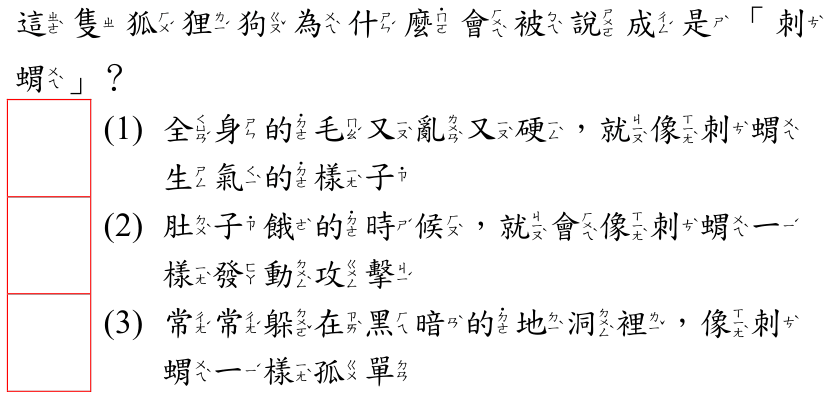 這隻狐狸狗為什麼會被說成是「刺
蝟」？
(1) 全身的毛又亂又硬，就像刺蝟
生氣的樣子
(2) 肚子餓的時候，就會像刺蝟一
樣發動攻擊
(3) 常常躲在黑暗的地洞裡，像刺
蝟一樣孤單